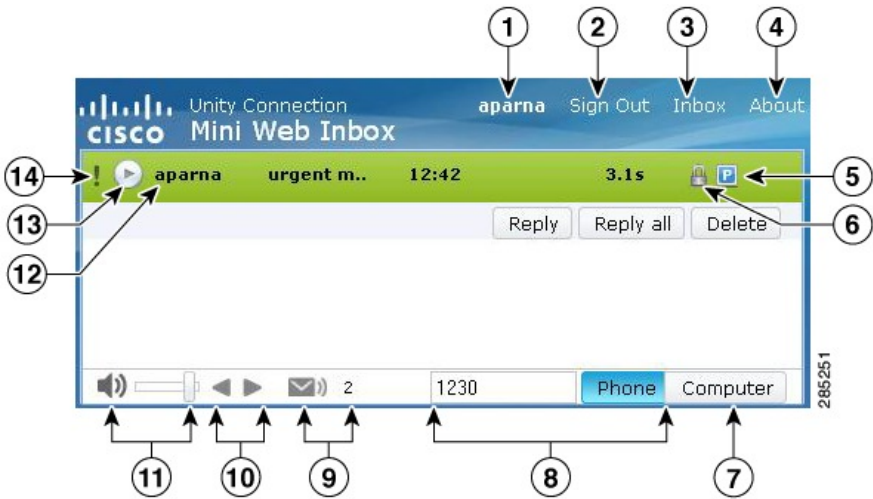 1 2 3 4
Unity Connection aparna Sign Out Inbox About
CISCO Mini Web Inbox
14 ! aparna urgent m.. 12:42 3.1s P 5
13 Reply Reply all Delete 6
12
2 1230 Phone Computer
285251
11 10 9 8 7